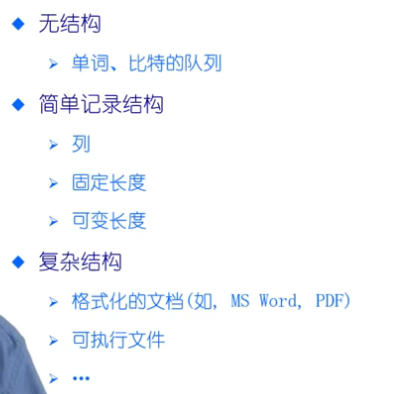 无结构
单词、比特的队列
简单记录结构
列
固定长度
可变长度
复杂结构
格式化的文档(如, MS Word, PDF)
可执行文件
…